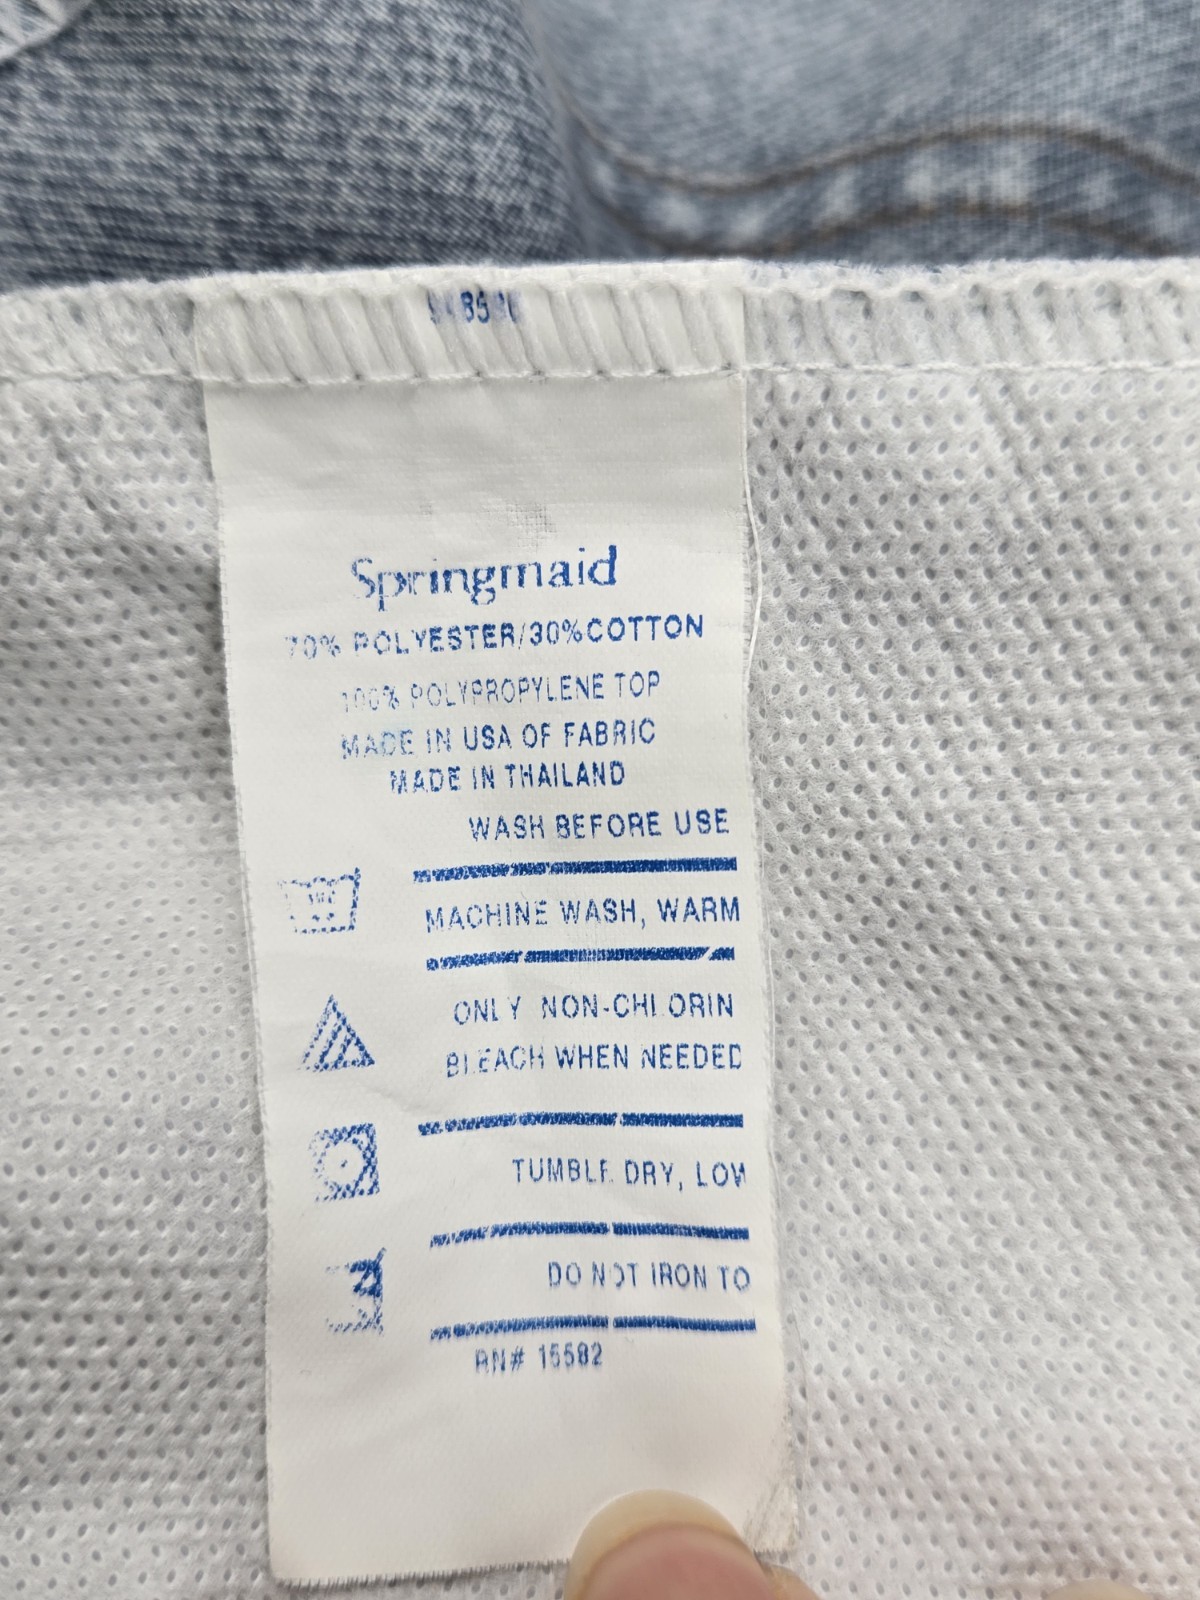 Springmaid
70% POLYESTER/30%COTTON
100% POLYPROPYLENE TOP
MADE IN USA OF FABRIC
MADE IN THAILAND
WASH BEFORE USE
MACHINE WASH, WARM
ONLY NON-CHLORIN
BLEACH WHEN NEEDED
TUMBLE DRY, LOW
DO NOT IRON TO
RN# 15582